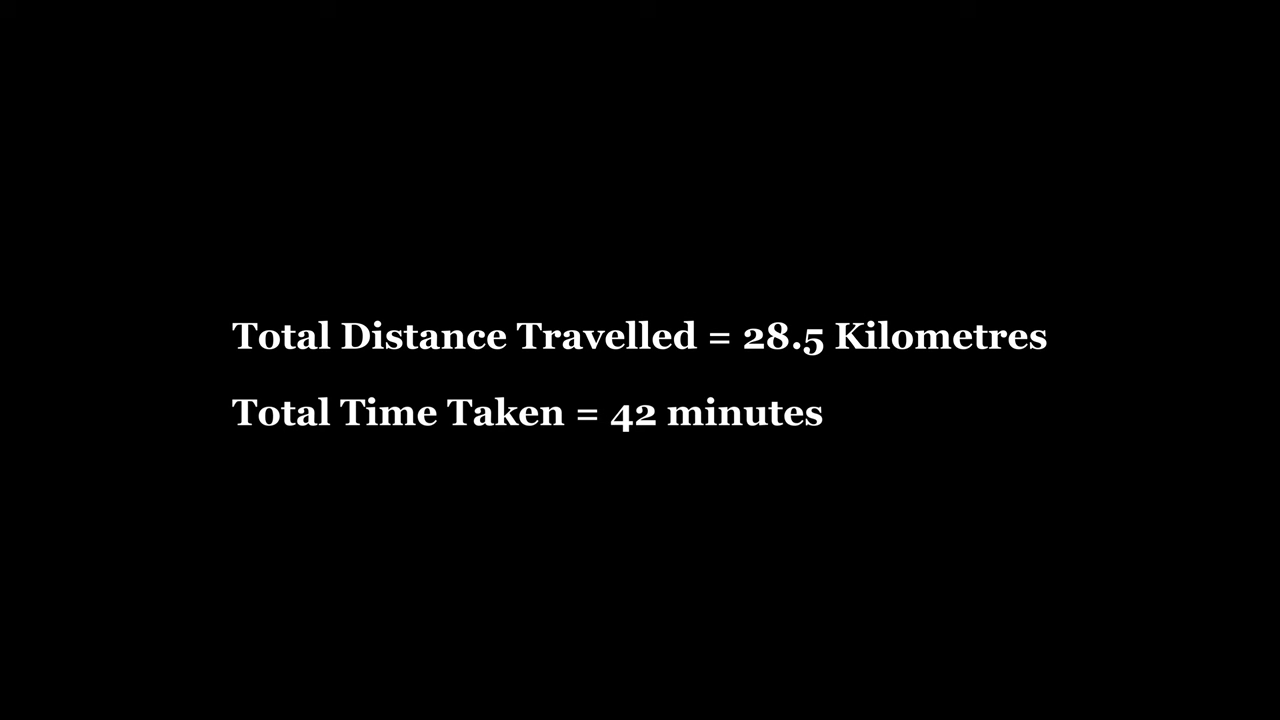 Total Distance Travelled = 28.5 Kilometres
Total Time Taken = 42 minutes